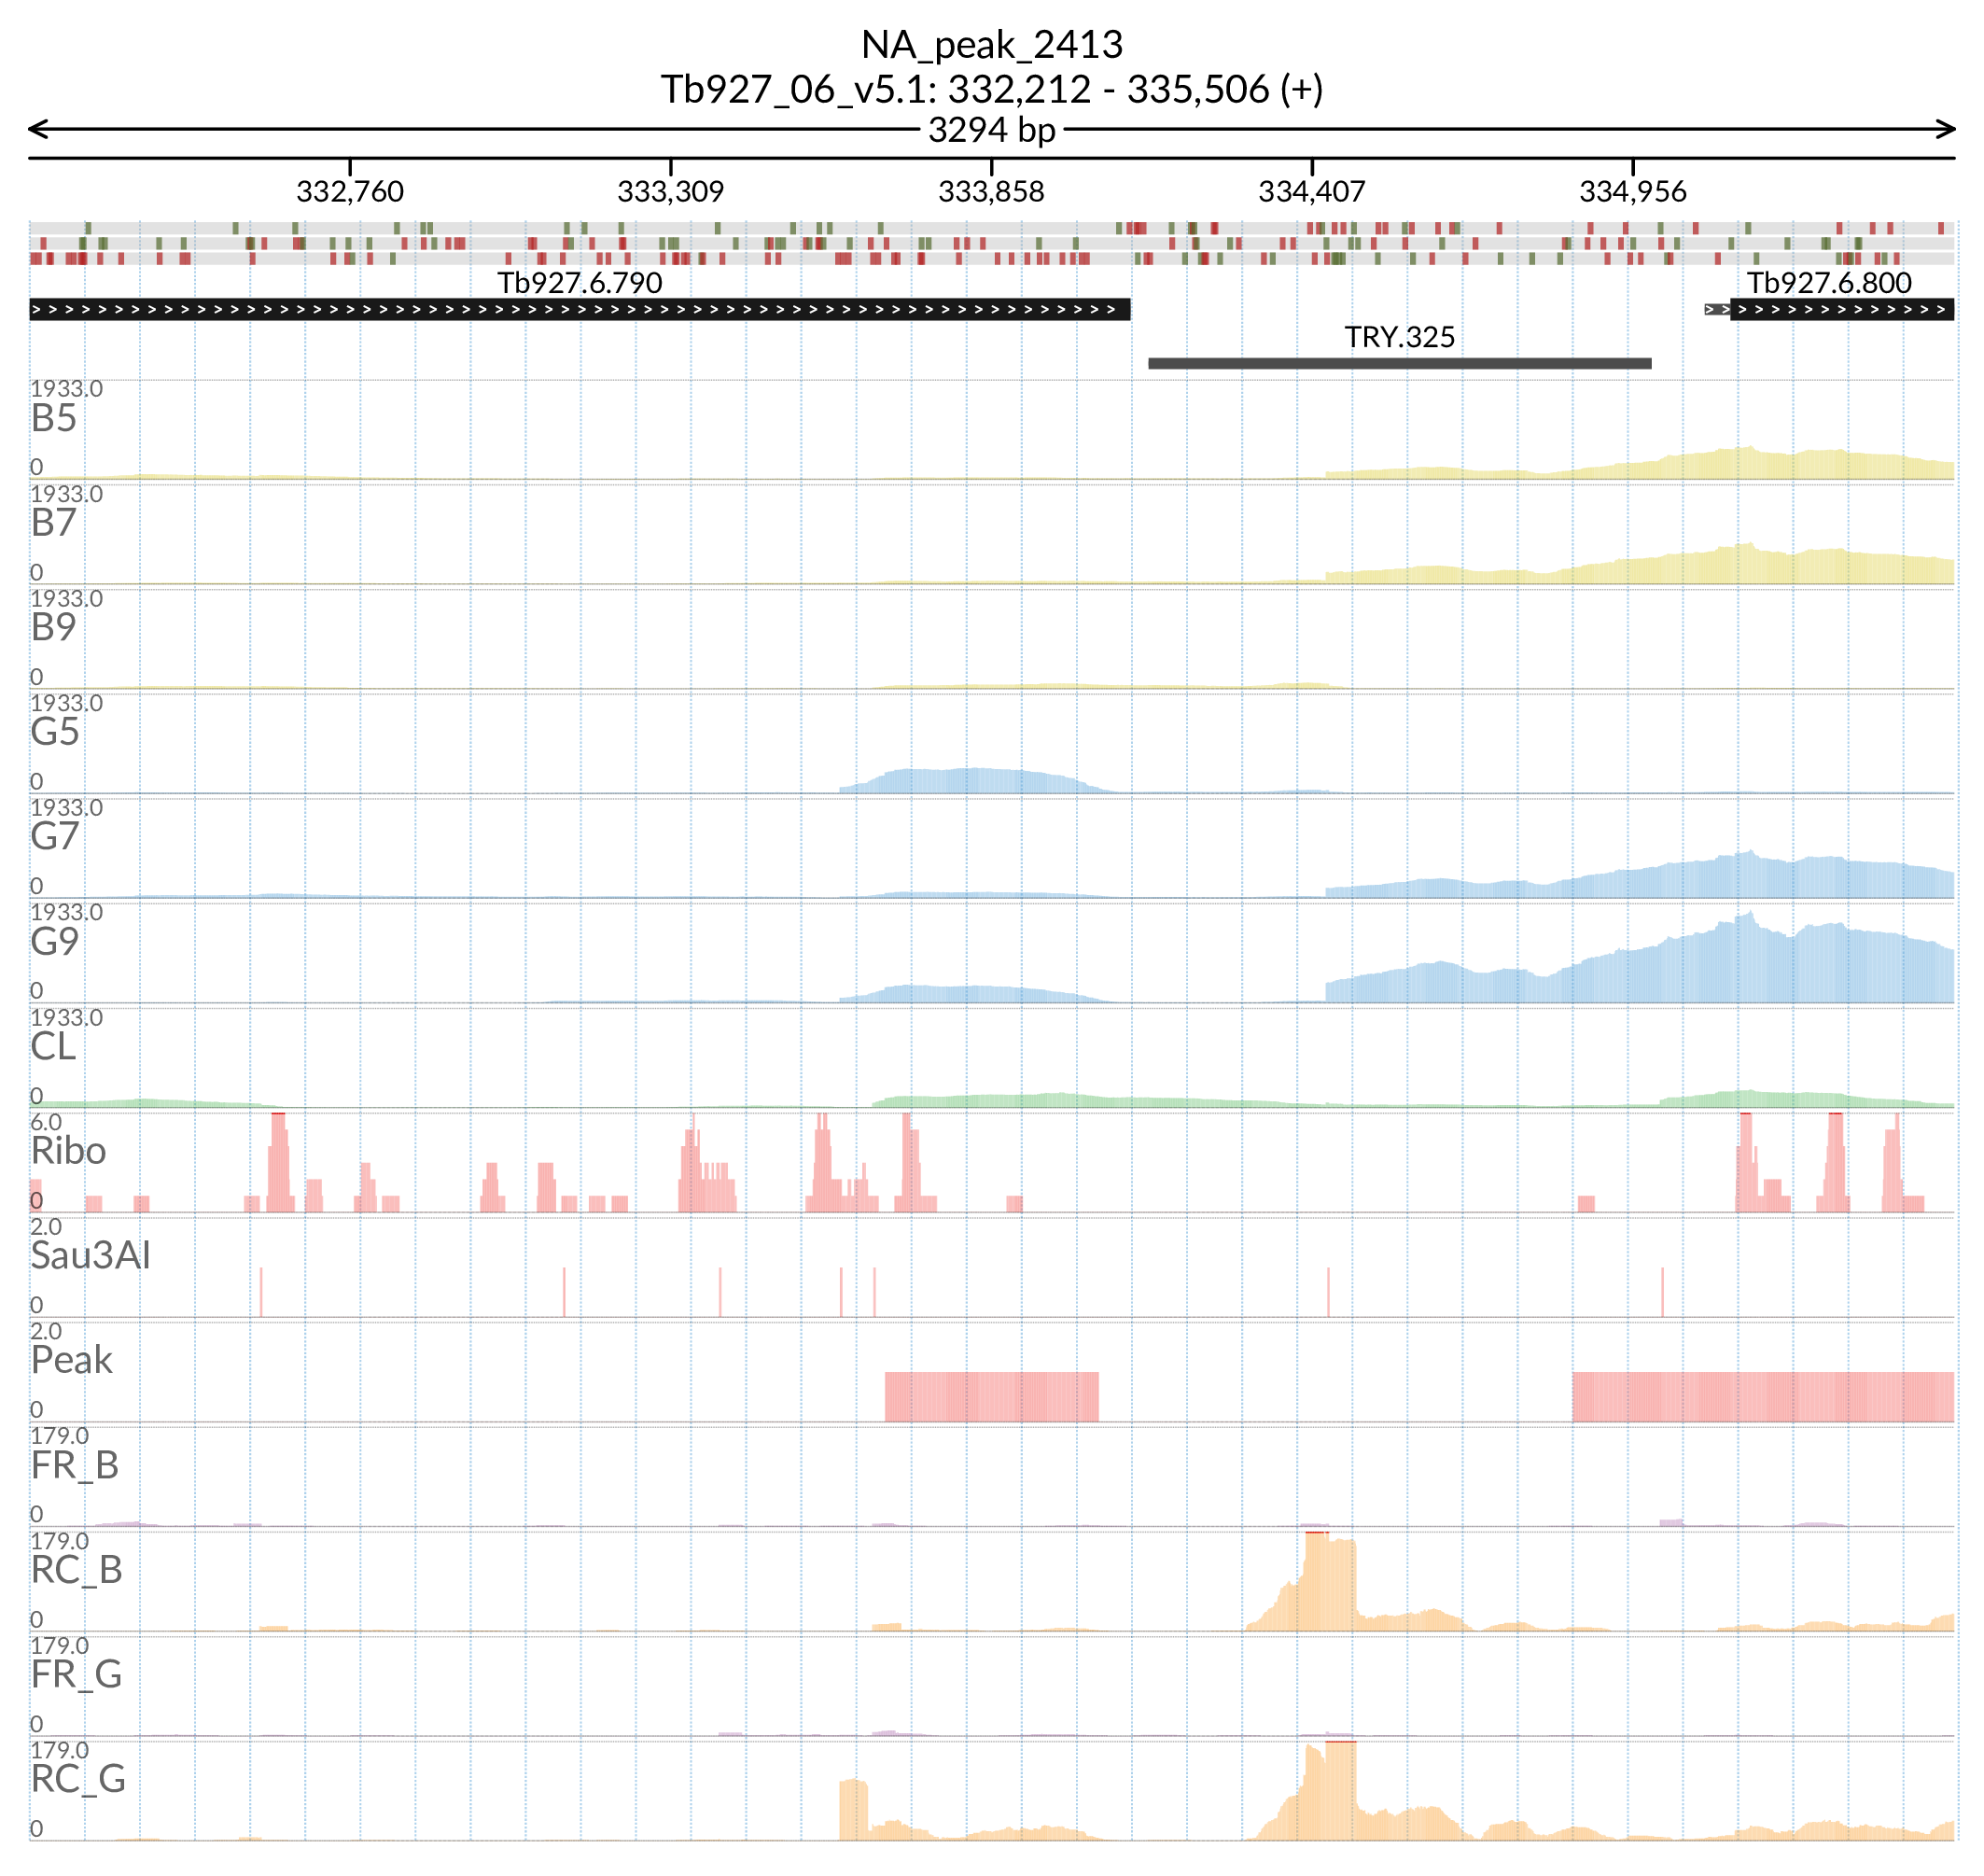 NA_peak_2413
Tb927_06_v5.1: 332,212 - 335,506 (+)
3294 bp
332,760 333,309 333,858 334,407 334,956
Tb927.6.790 Tb927.6.800
TRY.325
1933.0
B5
0
1933.0
B7
0
1933.0
B9
0
1933.0
G5
0
1933.0
G7
0
1933.0
G9
0
1933.0
CL
0
6.0
Ribo
0
2.0
Sau3AI
0
2.0
Peak
0
179.0
FR_B
0
179.0
RC_B
0
179.0
FR_G
0
179.0
RC_G
0